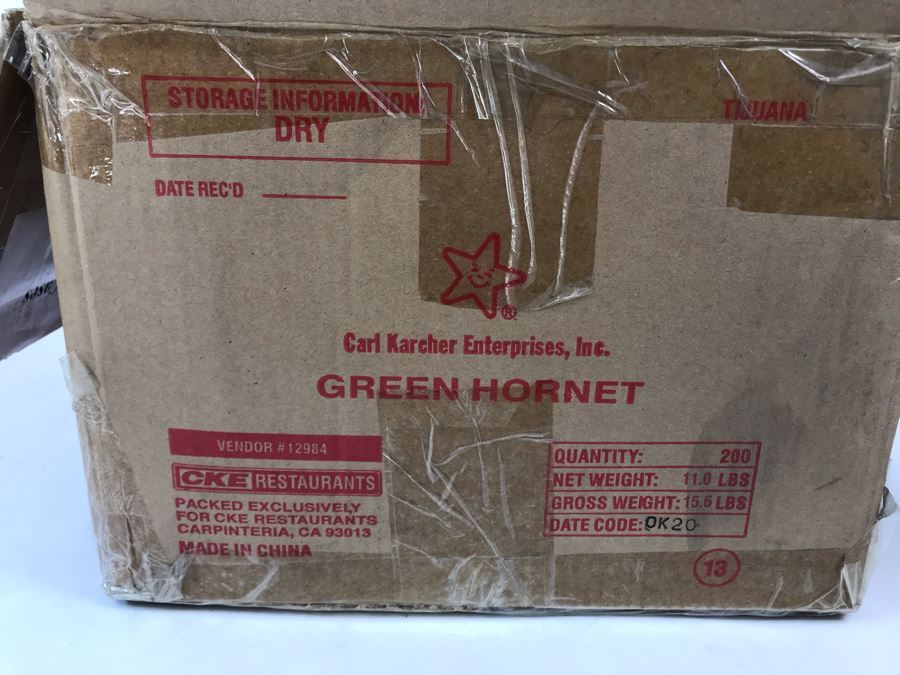 STORAGE INFORMATION:
DRY
TIJUANA
DATE REC'D
®
Carl Karcher Enterprises, Inc.
GREEN HORNET
VENDOR #12984
CKE RESTAURANTS
PACKED EXCLUSIVELY
FOR CKE RESTAURANTS
CARPINTERIA, CA 93013
MADE IN CHINA
QUANTITY: 200
NET WEIGHT: 11.0 LBS
GROSS WEIGHT: 15.6 LBS
DATE CODE: OK20
13